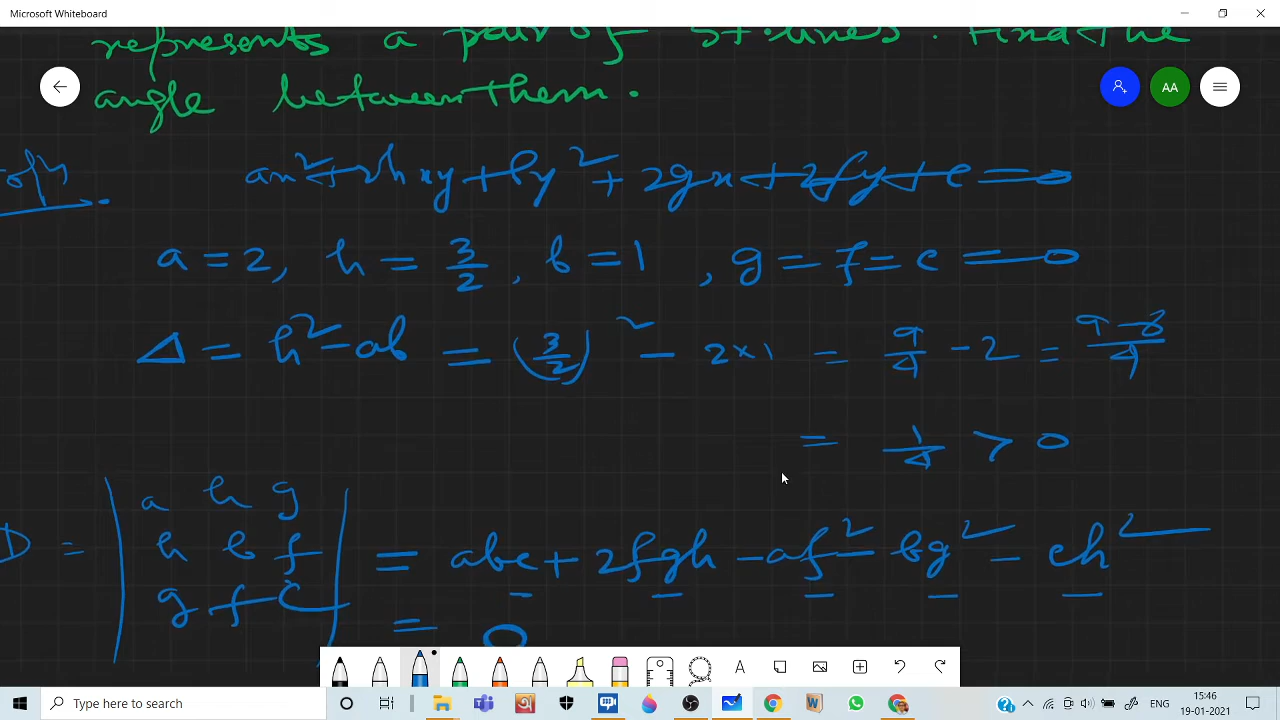 Microsoft Whiteboard
represents a pair of st. lines. Find the
angle between them.
AA
Soln. ax² + 2hxy + by² + 2gx + 2fy + c = 0
a = 2, h = 3/2, b = 1, g = f = c = 0
Δ = h² - ab = (3/2)² - 2×1 = 9/4 - 2 = (9-8)/4
= 1/4 > 0
D = | a h g |
| h b f |
| g f c | = abc + 2fgh - af² - bg² - ch²
= 0
A
Type here to search
ENG
15:46
19-01-2021